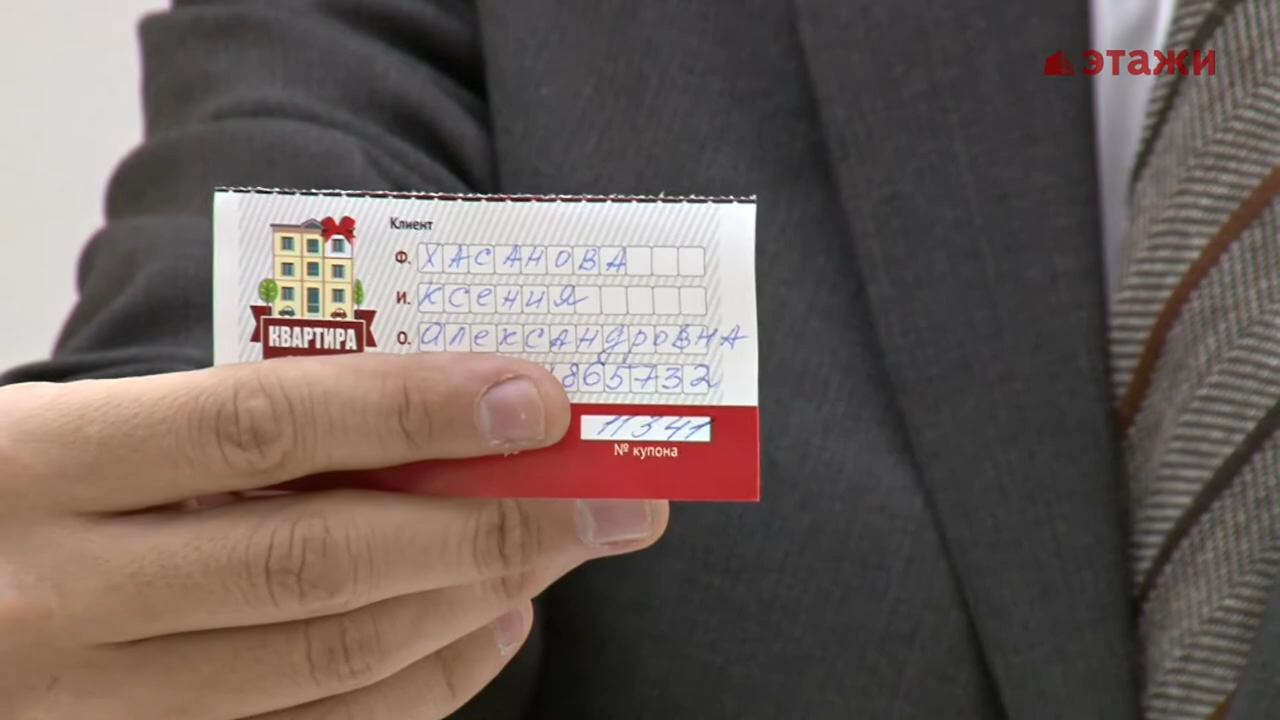 этажи
Клиент
Ф. ХАСАНОВА
И. Ксения
О. Александровна
КВАРТИРА
865732
11341
№ купона